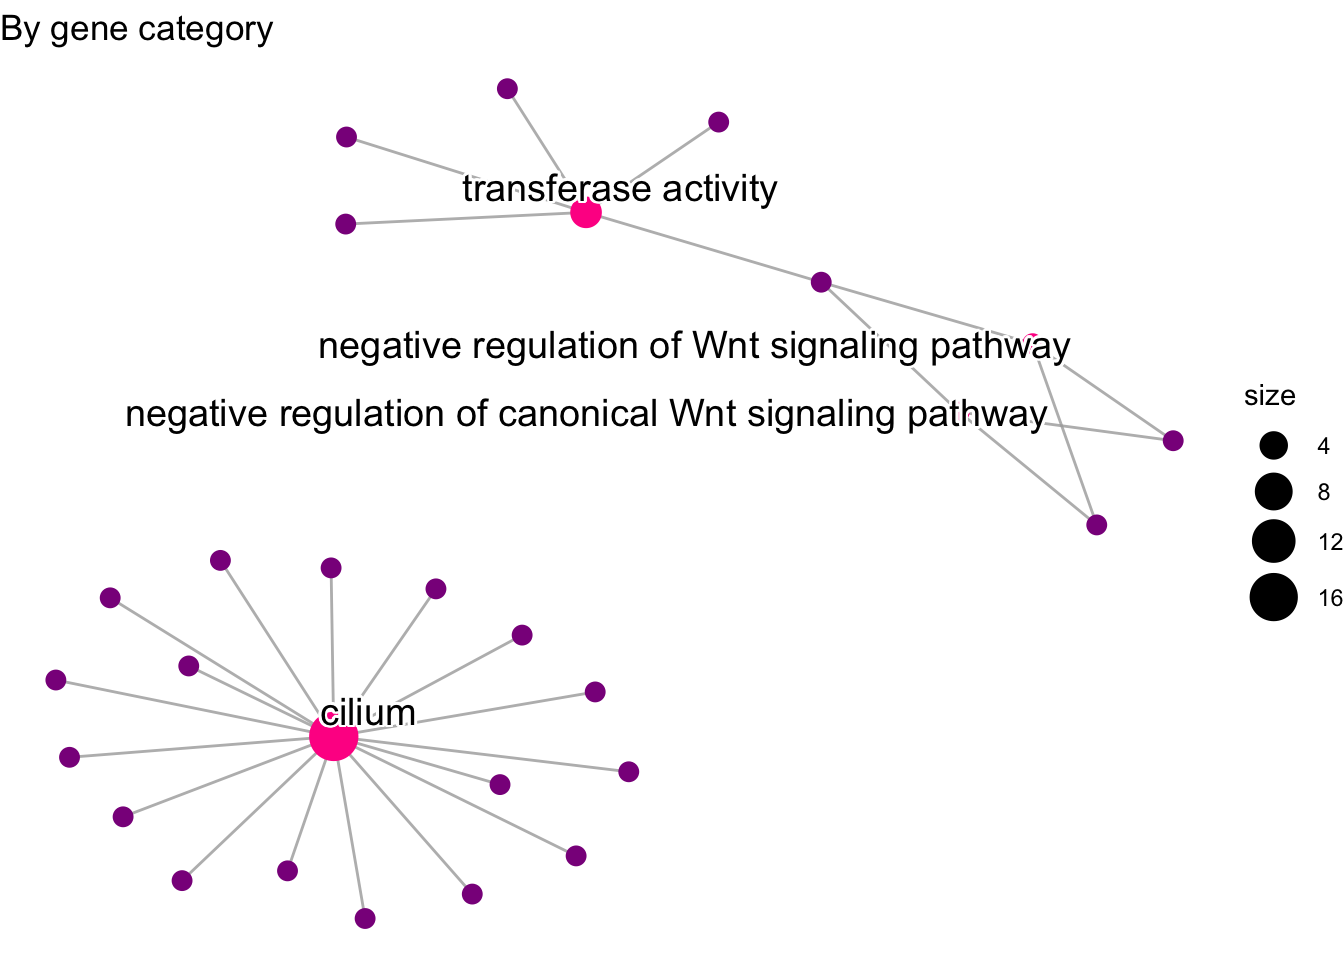 By gene category
transferase activity
negative regulation of Wnt signaling pathway
negative regulation of canonical Wnt signaling pathway
size
4
8
12
16
cilium